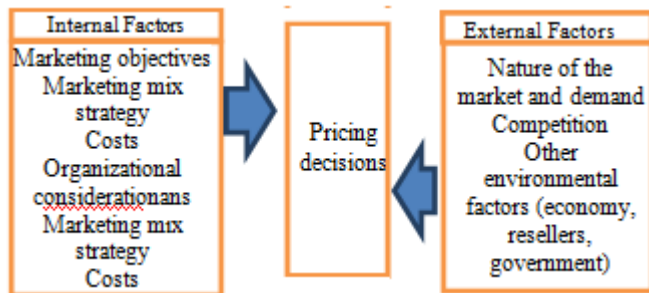 Internal Factors
Marketing objectives
Marketing mix
strategy
Costs
Organizational
considerationans
Marketing mix
strategy
Costs
Pricing
decisions
External Factors
Nature of the
market and demand
Competition
Other
environmental
factors (economy,
resellers,
government)